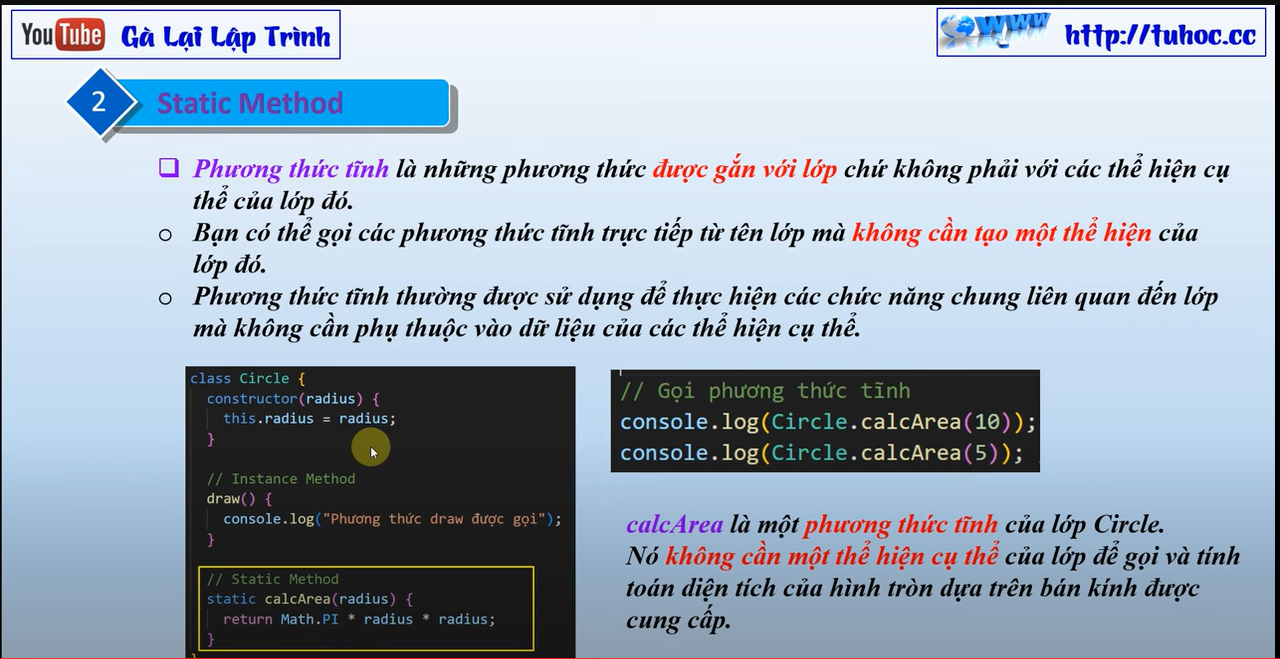 YouTube Gà Lại Lập Trình
www http://tuhoc.cc
2 Static Method
❑ Phương thức tĩnh là những phương thức được gắn với lớp chứ không phải với các thể hiện cụ
thể của lớp đó.
o Bạn có thể gọi các phương thức tĩnh trực tiếp từ tên lớp mà không cần tạo một thể hiện của
lớp đó.
o Phương thức tĩnh thường được sử dụng để thực hiện các chức năng chung liên quan đến lớp
mà không cần phụ thuộc vào dữ liệu của các thể hiện cụ thể.
class Circle {
constructor(radius) {
this.radius = radius;
}
// Instance Method
draw() {
console.log("Phương thức draw được gọi");
}
// Static Method
static calcArea(radius) {
return Math.PI * radius * radius;
}
// Gọi phương thức tĩnh
console.log(Circle.calcArea(10));
console.log(Circle.calcArea(5));
calcArea là một phương thức tĩnh của lớp Circle.
Nó không cần một thể hiện cụ thể của lớp để gọi và tính
toán diện tích của hình tròn dựa trên bán kính được
cung cấp.